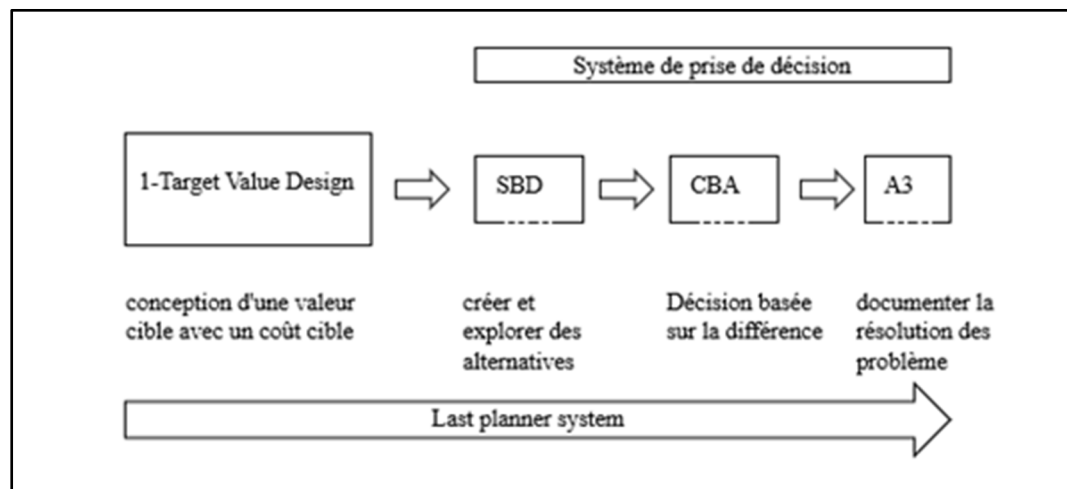 Système de prise de décision
1-Target Value Design
SBD
CBA
A3
conception d'une valeur
cible avec un coût cible
créer et
explorer des
alternatives
Décision basée
sur la différence
documenter la
résolution des
problème
Last planner system